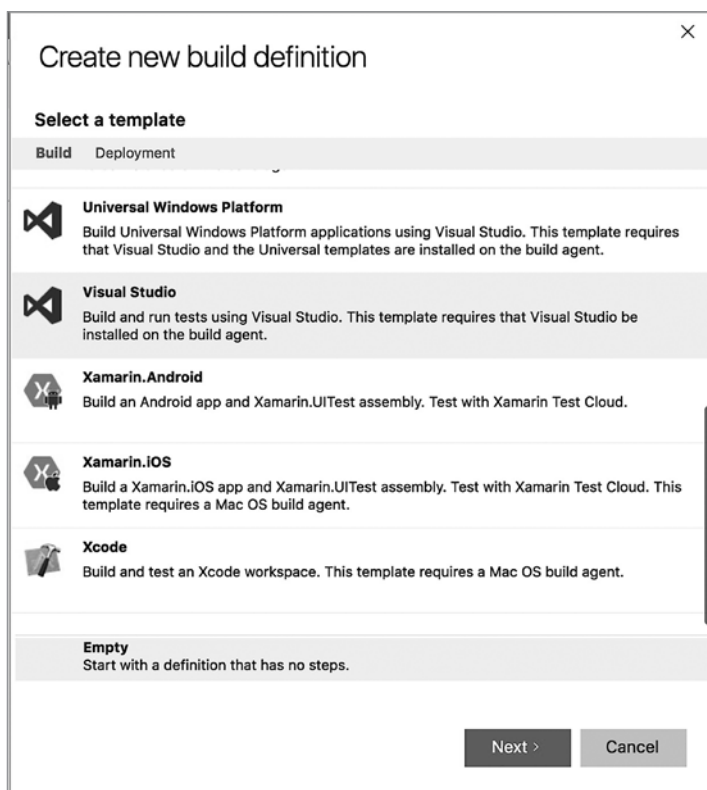 Create new build definition
Select a template
Build Deployment
Universal Windows Platform
Build Universal Windows Platform applications using Visual Studio. This template requires
that Visual Studio and the Universal templates are installed on the build agent.
Visual Studio
Build and run tests using Visual Studio. This template requires that Visual Studio be
installed on the build agent.
Xamarin.Android
Build an Android app and Xamarin.UITest assembly. Test with Xamarin Test Cloud.
Xamarin.iOS
Build a Xamarin.iOS app and Xamarin.UITest assembly. Test with Xamarin Test Cloud. This
template requires a Mac OS build agent.
Xcode
Build and test an Xcode workspace. This template requires a Mac OS build agent.
Empty
Start with a definition that has no steps.
Next >
Cancel